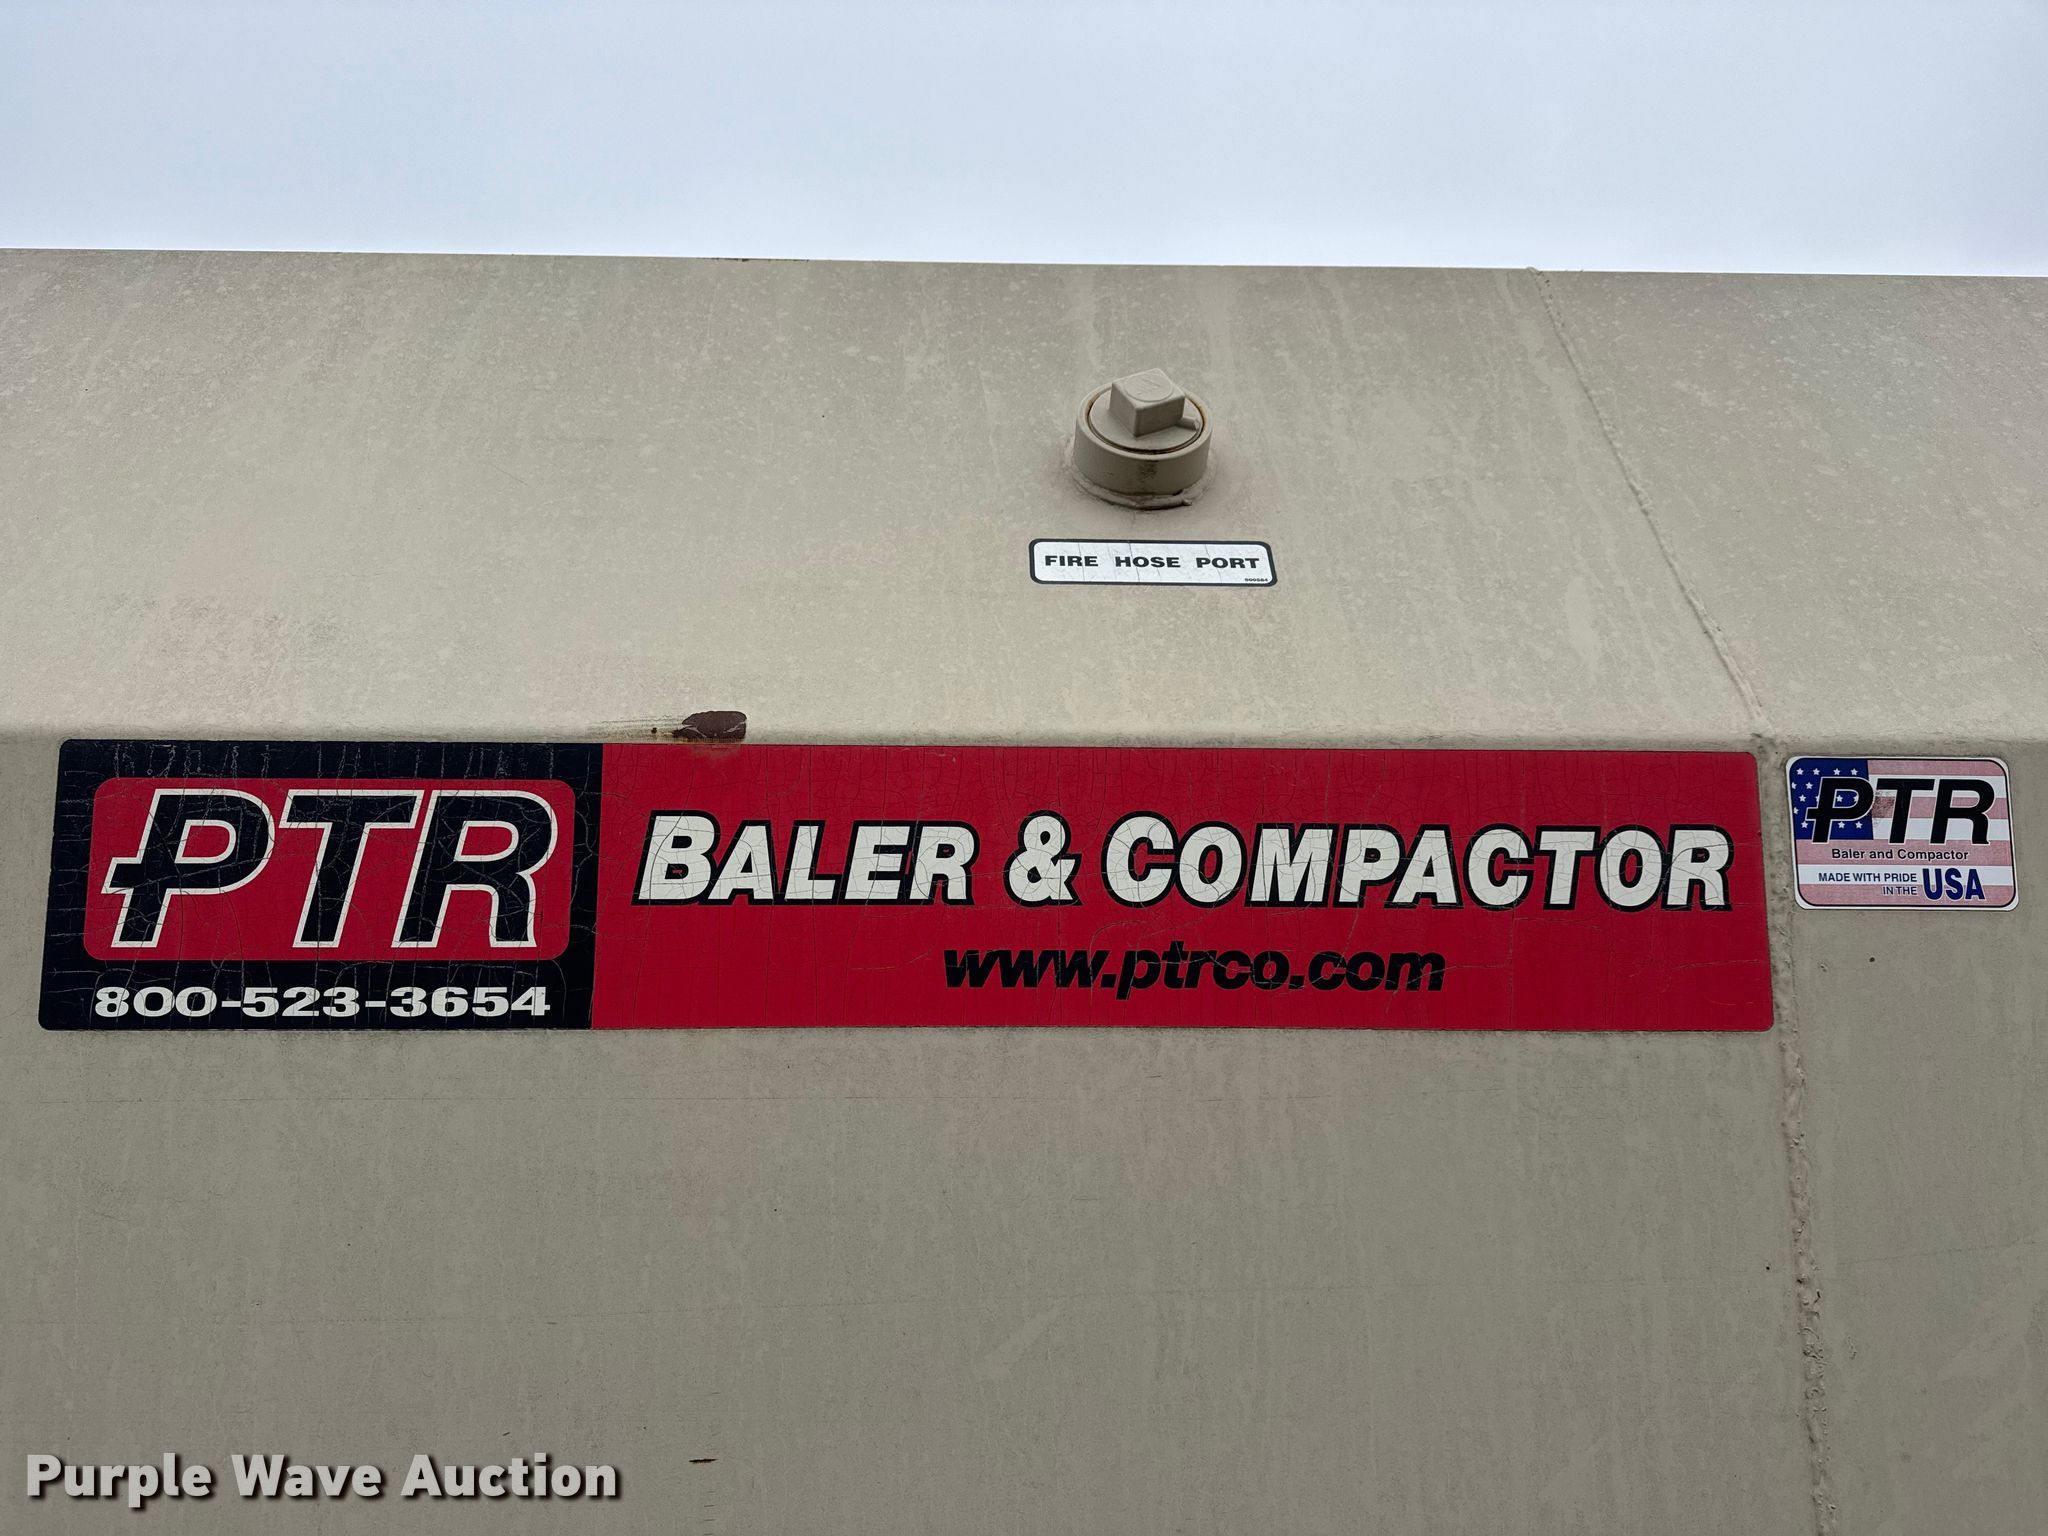 FIRE HOSE PORT
PTR
800-523-3654
BALER & COMPACTOR
www.ptrco.com
PTR
Baler and Compactor
MADE WITH PRIDE
IN THE USA
Purple Wave Auction